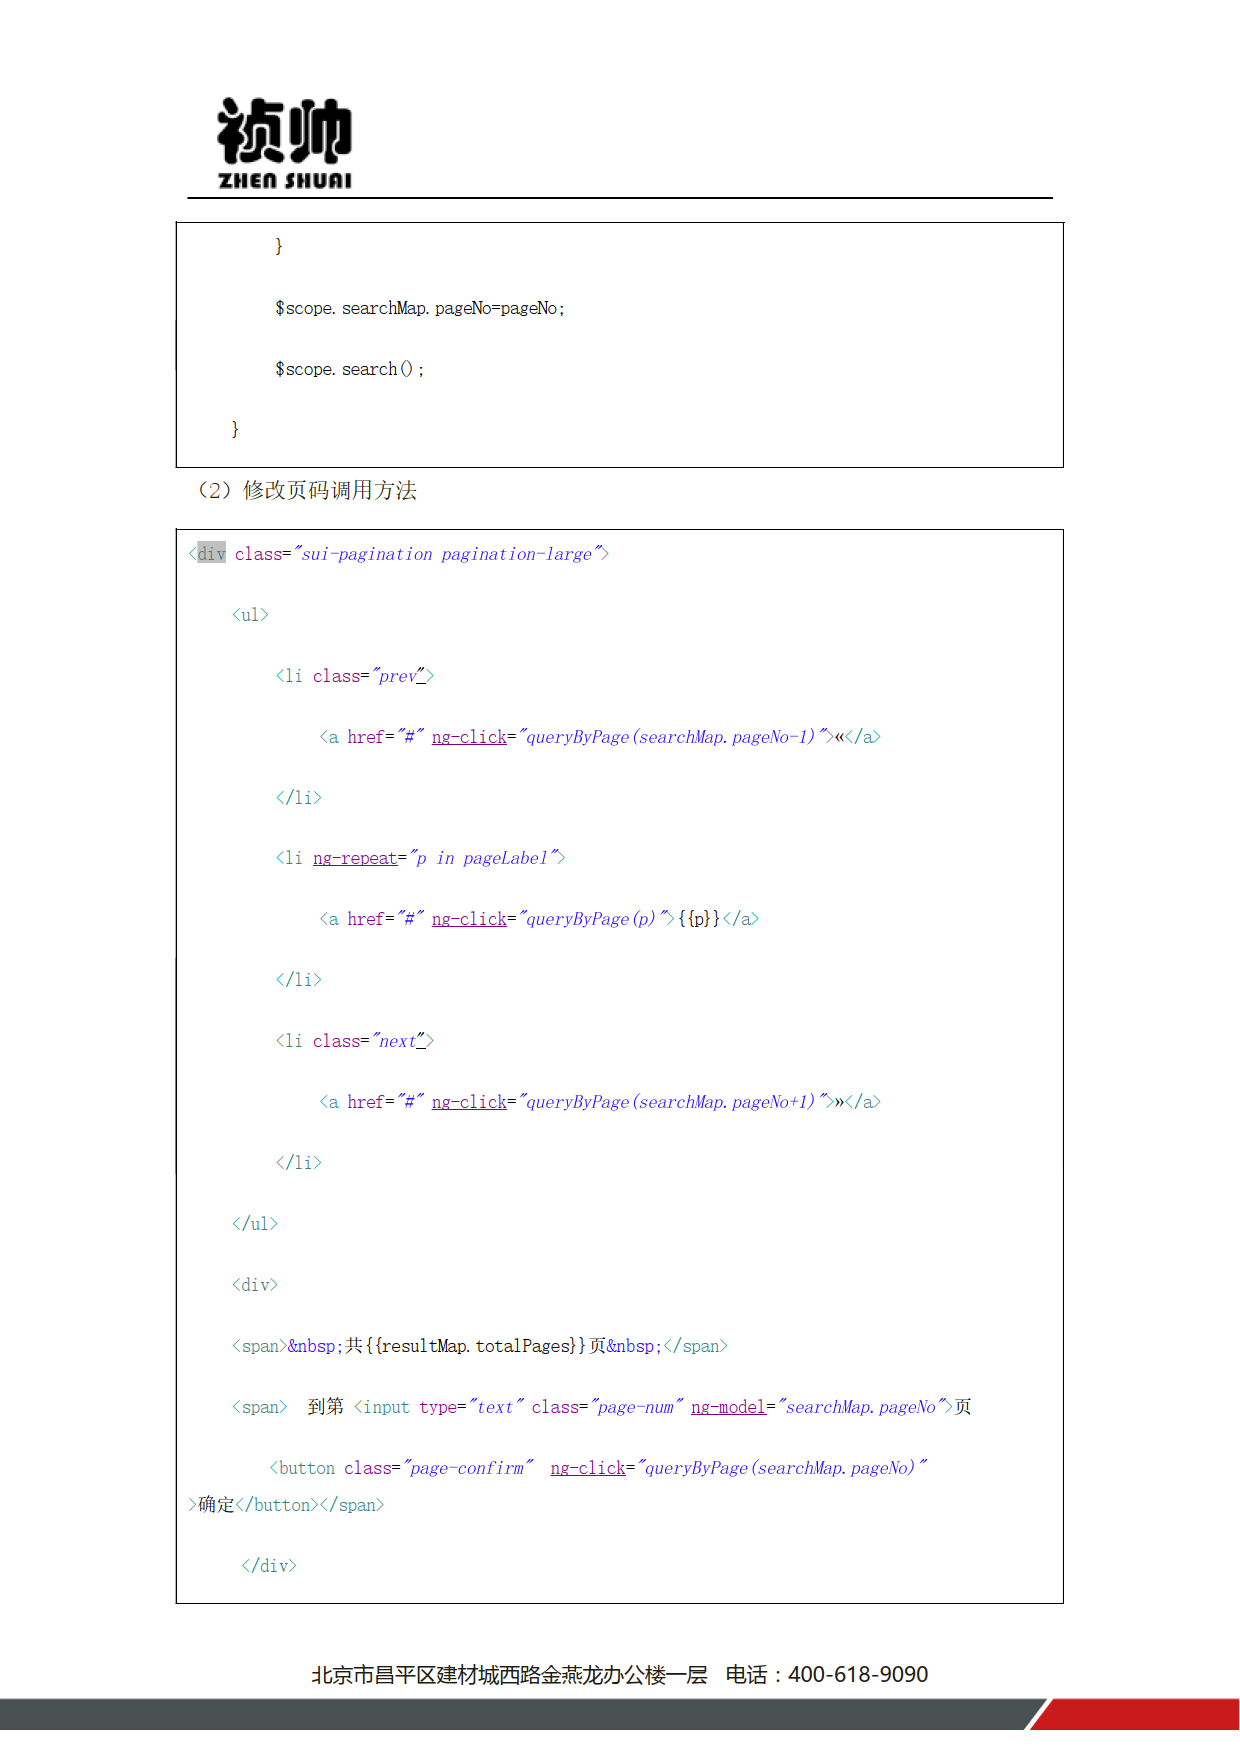 祯帅
ZHEN SHUAI
}
$scope.searchMap.pageNo=pageNo;
$scope.search();
}
（2）修改页码调用方法
<div class="sui-pagination pagination-large">
<ul>
<li class="prev">
<a href="#" ng-click="queryByPage(searchMap.pageNo-1)">«</a>
</li>
<li ng-repeat="p in pageLabel">
<a href="#" ng-click="queryByPage(p)">{{p}}</a>
</li>
<li class="next">
<a href="#" ng-click="queryByPage(searchMap.pageNo+1)">»</a>
</li>
</ul>
<div>
<span>&nbsp;共{{resultMap.totalPages}}页&nbsp;</span>
<span>  到第 <input type="text" class="page-num" ng-model="searchMap.pageNo">页
<button class="page-confirm"  ng-click="queryByPage(searchMap.pageNo)"
>确定</button></span>
</div>
北京市昌平区建材城西路金燕龙办公楼一层   电话：400-618-9090